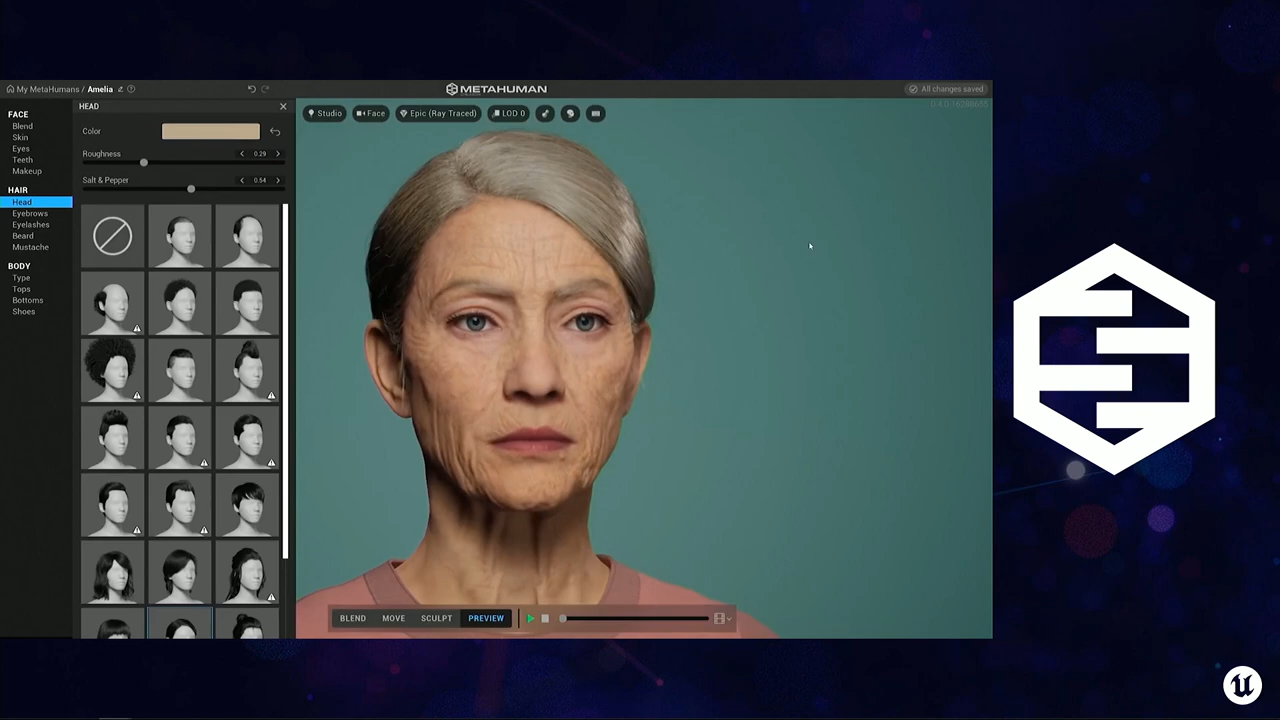 My MetaHumans / Amelia
METAHUMAN
All changes saved
HEAD
FACE
Blend
Skin
Eyes
Teeth
Makeup
HAIR
Head
Eyebrows
Eyelashes
Beard
Mustache
BODY
Type
Tops
Bottoms
Shoes
Color
Roughness
0.29
Salt & Pepper
0.54
Studio
Face
Epic (Ray Traced)
LOD 0
BLEND
MOVE
SCULPT
PREVIEW